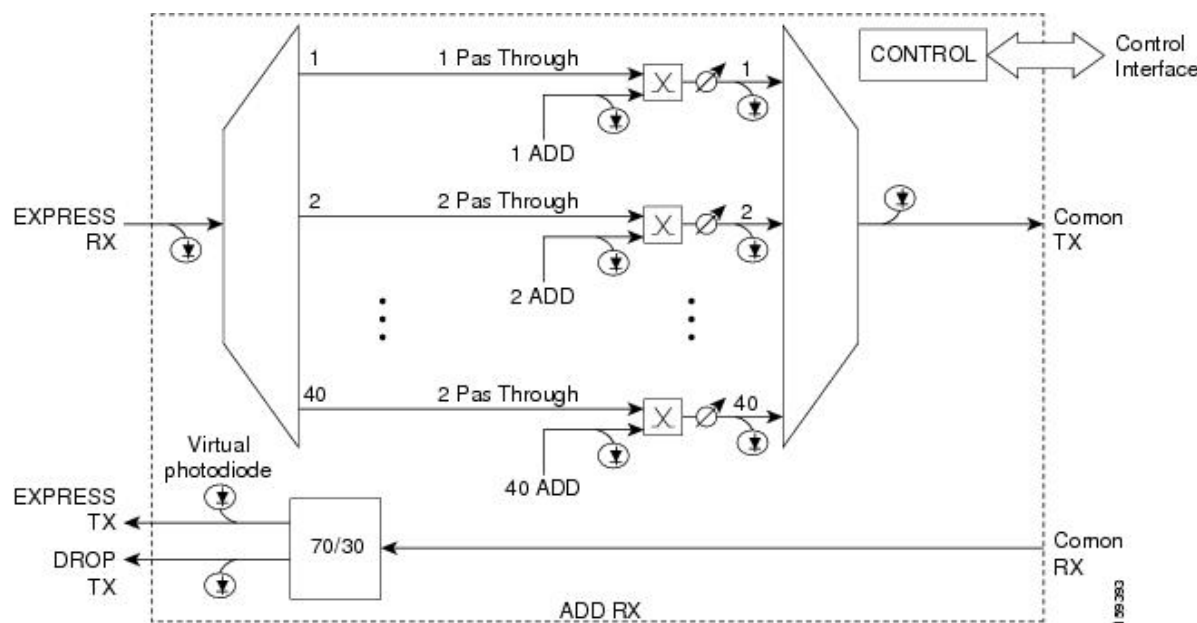 1
1 Pas Through
1
CONTROL
Control
Interface
1 ADD
EXPRESS
RX
2
2 Pas Through
2
Comon
TX
2 ADD
40
2 Pas Through
40
Virtual
photodiode
40 ADD
EXPRESS
TX
70/30
DROP
TX
Comon
RX
ADD RX
159393